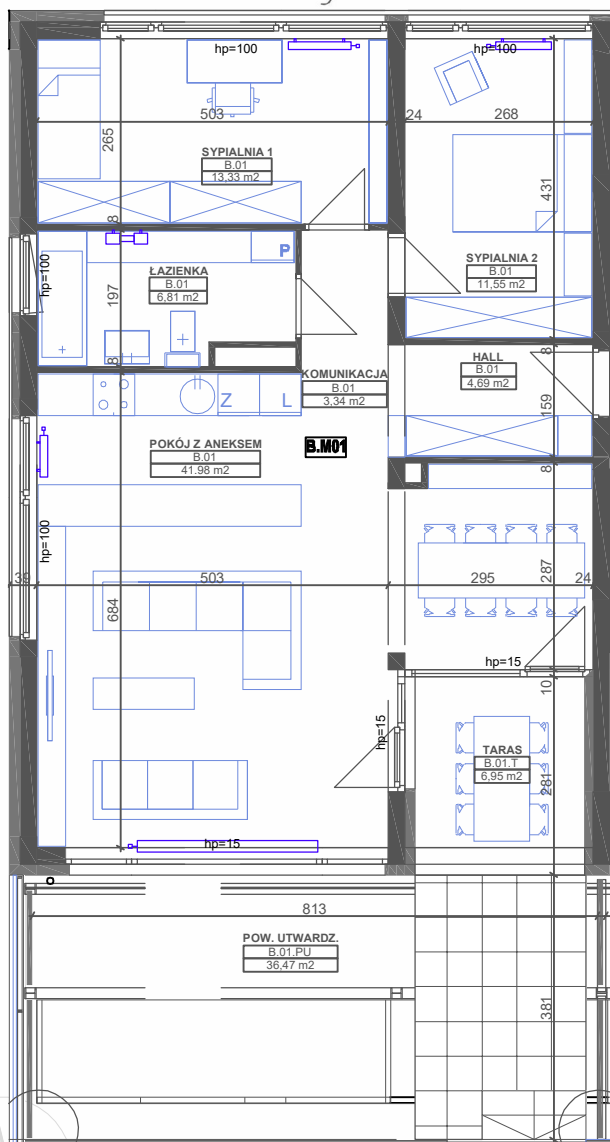 hp=100
hp=100
503
24
268
265
SYPIALNIA 1
B.01
13,33 m2
431
8
SYPIALNIA 2
B.01
11,55 m2
P
hp=100
ŁAZIENKA
B.01
6,81 m2
197
8
8
HALL
B.01
4,69 m2
KOMUNIKACJA
B.01
3,34 m2
159
Z
L
POKÓJ Z ANEKSEM
B.01
41.98 m2
B.M01
8
hp=100
503
295
24
287
684
hp=15
10
hp=15
TARAS
B.01.T
6,95 m2
281
hp=15
813
POW. UTWARDZ.
B.01.PU
36,47 m2
381